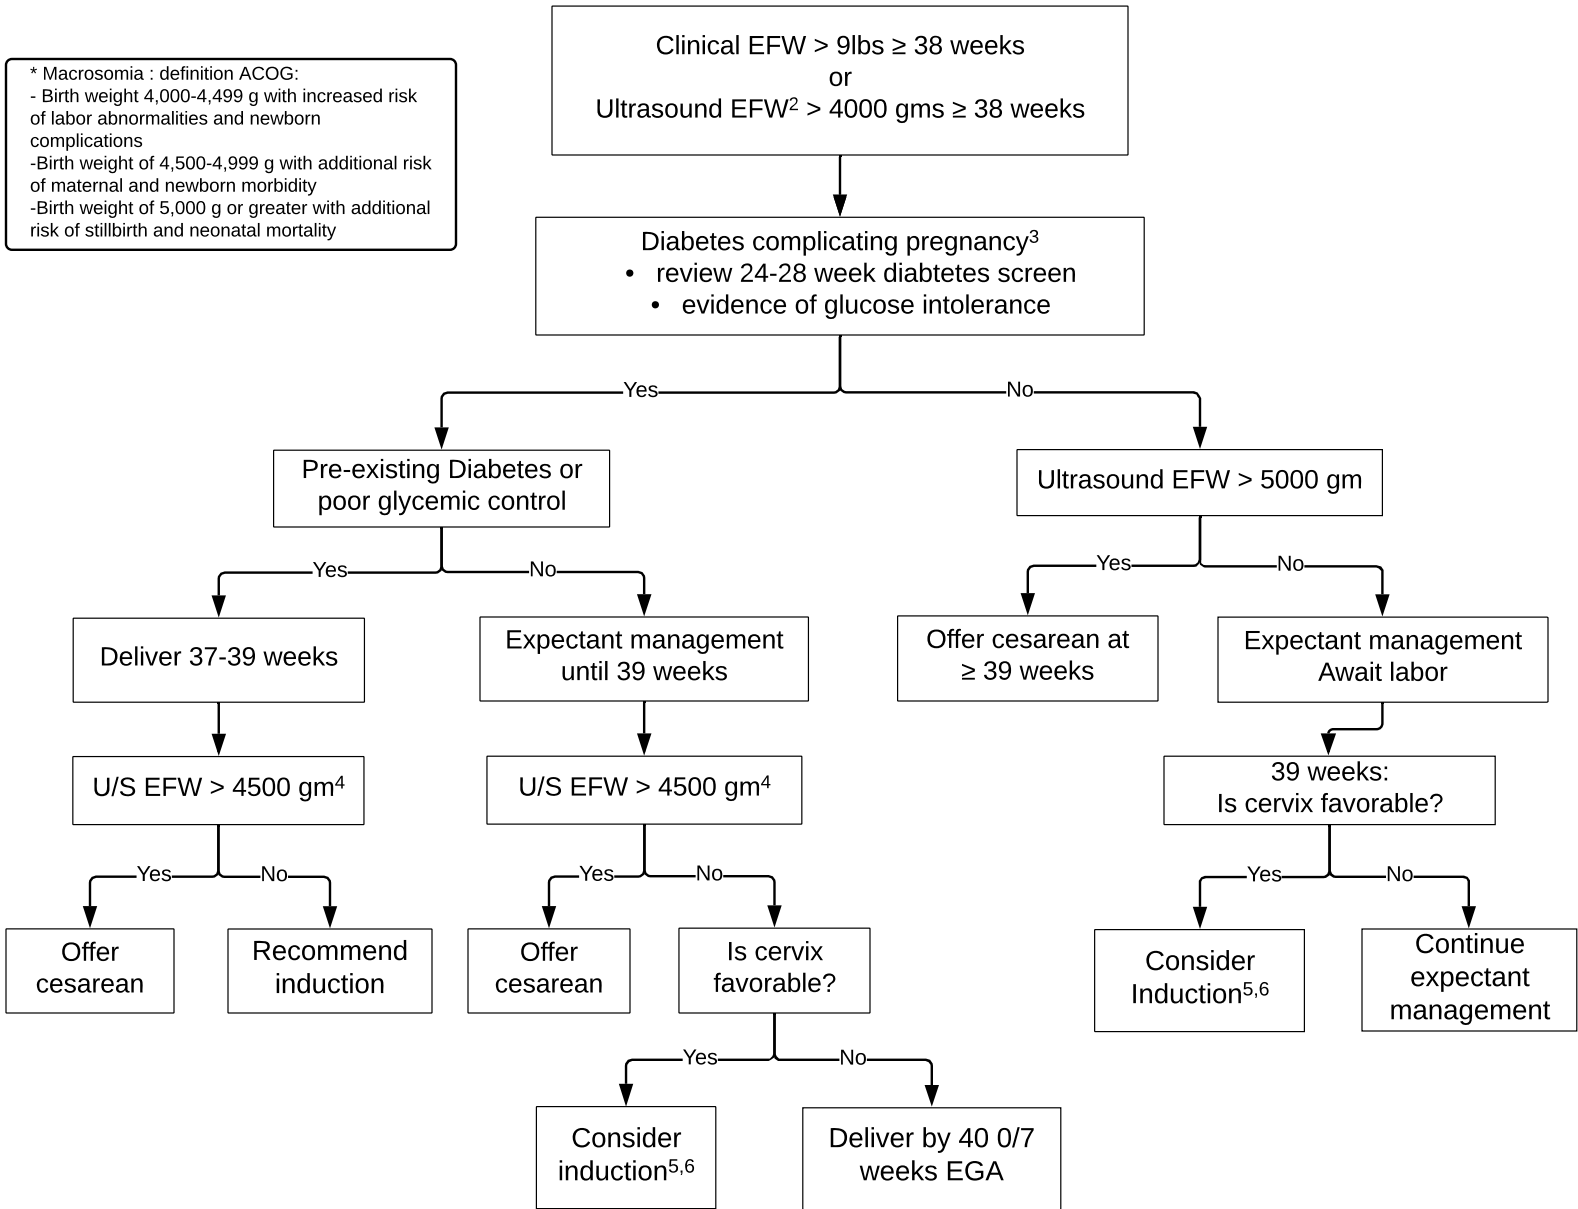 Clinical EFW > 9lbs ≥ 38 weeks
or
Ultrasound EFW² > 4000 gms ≥ 38 weeks
* Macrosomia : definition ACOG:
- Birth weight 4,000-4,499 g with increased risk
of labor abnormalities and newborn
complications
-Birth weight of 4,500-4,999 g with additional risk
of maternal and newborn morbidity
-Birth weight of 5,000 g or greater with additional
risk of stillbirth and neonatal mortality
Diabetes complicating pregnancy³
• review 24-28 week diabtetes screen
• evidence of glucose intolerance
Yes
No
Pre-existing Diabetes or
poor glycemic control
Ultrasound EFW > 5000 gm
Yes
No
Yes
No
Deliver 37-39 weeks
Expectant management
until 39 weeks
Offer cesarean at
≥ 39 weeks
Expectant management
Await labor
U/S EFW > 4500 gm⁴
U/S EFW > 4500 gm⁴
39 weeks:
Is cervix favorable?
Yes
No
Yes
No
Yes
No
Offer
cesarean
Recommend
induction
Offer
cesarean
Is cervix
favorable?
Consider
Induction⁵,⁶
Continue
expectant
management
Yes
No
Consider
induction⁵,⁶
Deliver by 40 0/7
weeks EGA